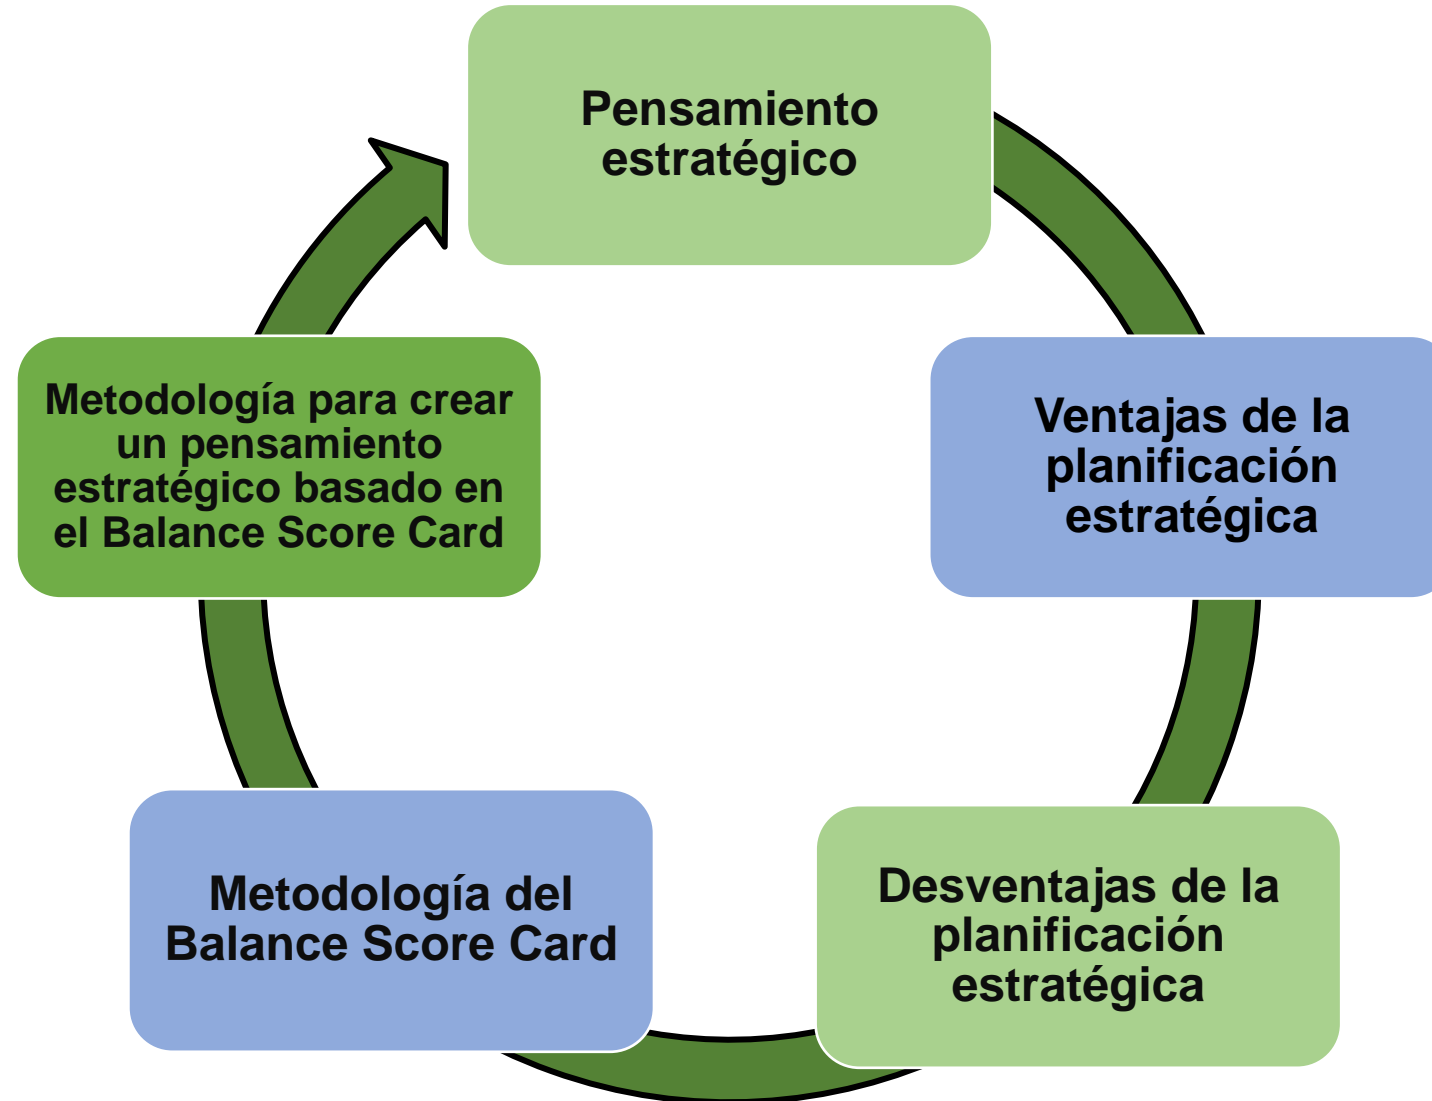 Pensamiento
estratégico
Ventajas de la
planificación
estratégica
Desventajas de la
planificación
estratégica
Metodología del
Balance Score Card
Metodología para crear
un pensamiento
estratégico basado en
el Balance Score Card